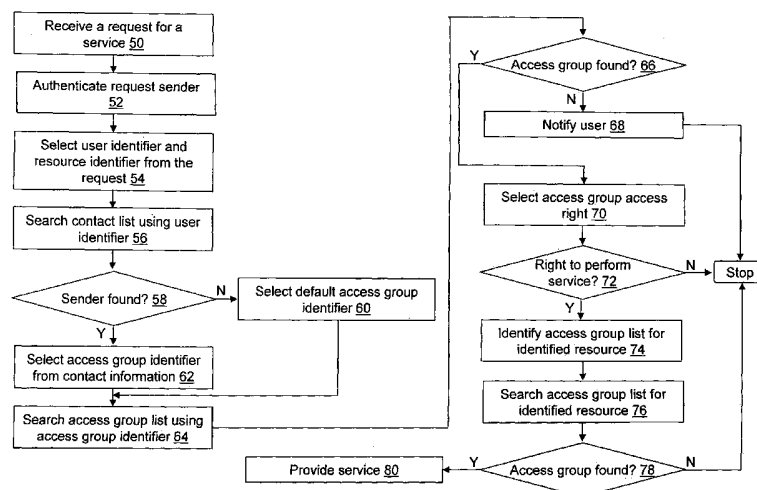 Receive a request for a
service 50
Authenticate request sender
52
Select user identifier and
resource identifier from the
request 54
Search contact list using user
identifier 56
Sender found? 58
N
Select default access group
identifier 60
Y
Select access group identifier
from contact information 62
Search access group list using
access group identifier 64
Y
Access group found? 66
N
Notify user 68
Select access group access
right 70
Right to perform
service? 72
N
Stop
Y
Identify access group list for
identified resource 74
Search access group list for
identified resource 76
Provide service 80
Y
Access group found? 78
N